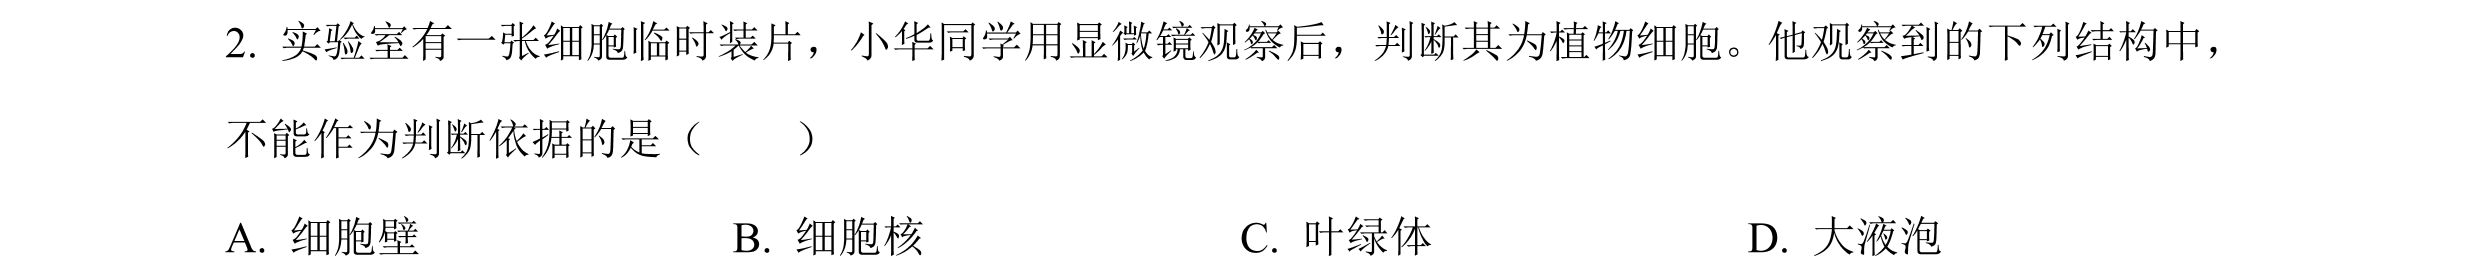 2. 实验室有一张细胞临时装片，小华同学用显微镜观察后，判断其为植物细胞。他观察到的下列结构中，
不能作为判断依据的是（　　）
A. 细胞壁　　B. 细胞核　　C. 叶绿体　　D. 大液泡